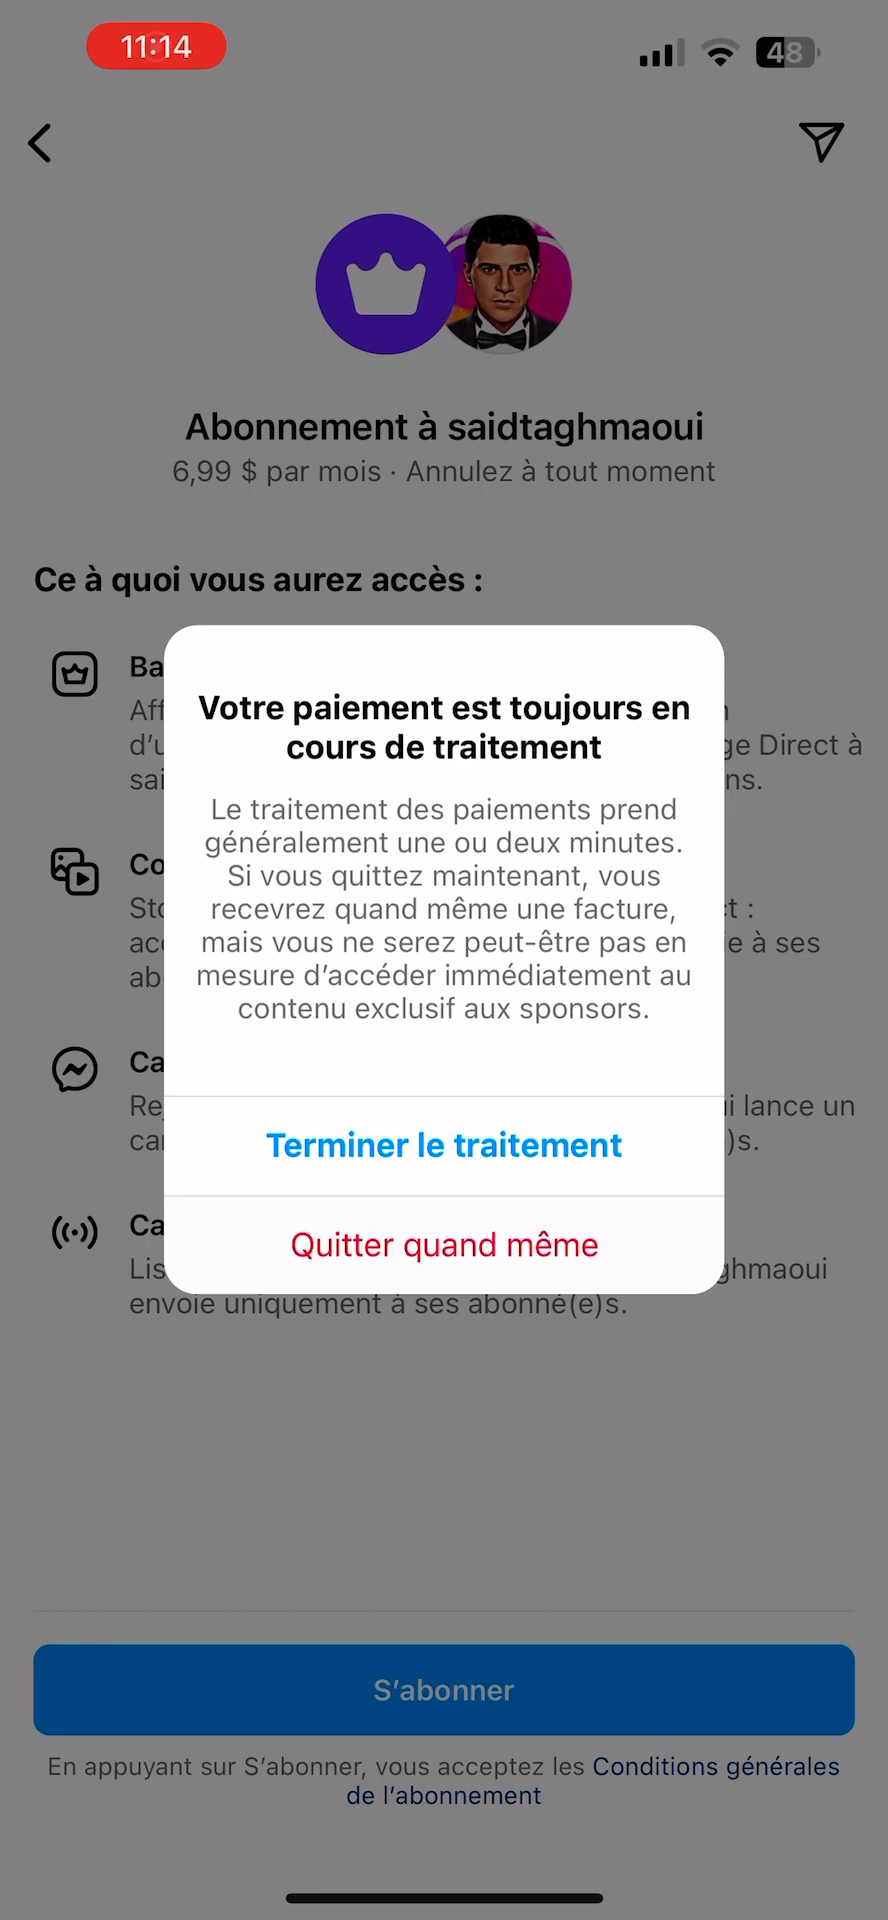 11:14
48
Abonnement à saidtaghmaoui
6,99 $ par mois · Annulez à tout moment
Ce à quoi vous aurez accès :
Votre paiement est toujours en
cours de traitement
Le traitement des paiements prend
généralement une ou deux minutes.
Si vous quittez maintenant, vous
recevrez quand même une facture,
mais vous ne serez peut-être pas en
mesure d’accéder immédiatement au
contenu exclusif aux sponsors.
Terminer le traitement
Quitter quand même
Direct à
à ses
lance un
envoie uniquement à ses abonné(e)s.
S’abonner
En appuyant sur S’abonner, vous acceptez les Conditions générales
de l’abonnement